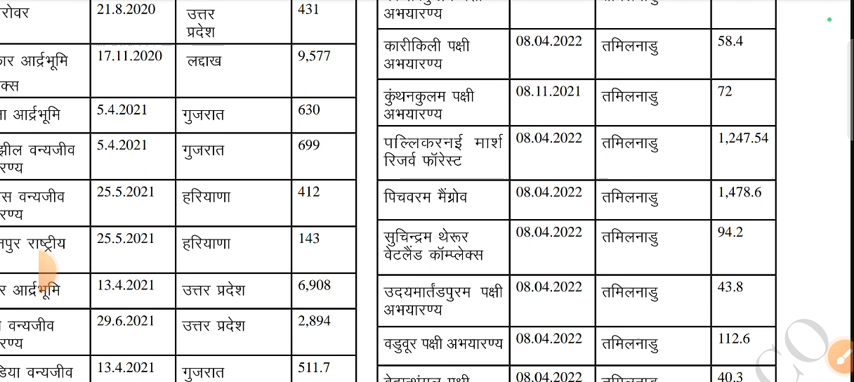 रोवर 21.8.2020 उत्तर 431
प्रदेश
कार आर्द्रभूमि 17.11.2020 लद्दाख 9,577
क्स
ा आर्द्रभूमि 5.4.2021 गुजरात 630
झील वन्यजीव 5.4.2021 गुजरात 699
रण्य
स वन्यजीव 25.5.2021 हरियाणा 412
रण्य
नपुर राष्ट्रीय 25.5.2021 हरियाणा 143
र आर्द्रभूमि 13.4.2021 उत्तर प्रदेश 6,908
वन्यजीव 29.6.2021 उत्तर प्रदेश 2,894
रण्य
डिया वन्यजीव 13.4.2021 गुजरात 511.7
अभयारण्य
कारीकिली पक्षी 08.04.2022 तमिलनाडु 58.4
अभयारण्य
कुंथनकुलम पक्षी 08.11.2021 तमिलनाडु 72
अभयारण्य
पल्लिकरनई मार्श 08.04.2022 तमिलनाडु 1,247.54
रिजर्व फॉरेस्ट
पिचवरम मैंग्रोव 08.04.2022 तमिलनाडु 1,478.6
सुचिन्द्रम थेरूर 08.04.2022 तमिलनाडु 94.2
वेटलैंड कॉम्प्लेक्स
उदयमार्तंडपुरम पक्षी 08.04.2022 तमिलनाडु 43.8
अभयारण्य
वडुवूर पक्षी अभयारण्य 08.04.2022 तमिलनाडु 112.6
08.04.2022 तमिलनाडु 40.3
CO